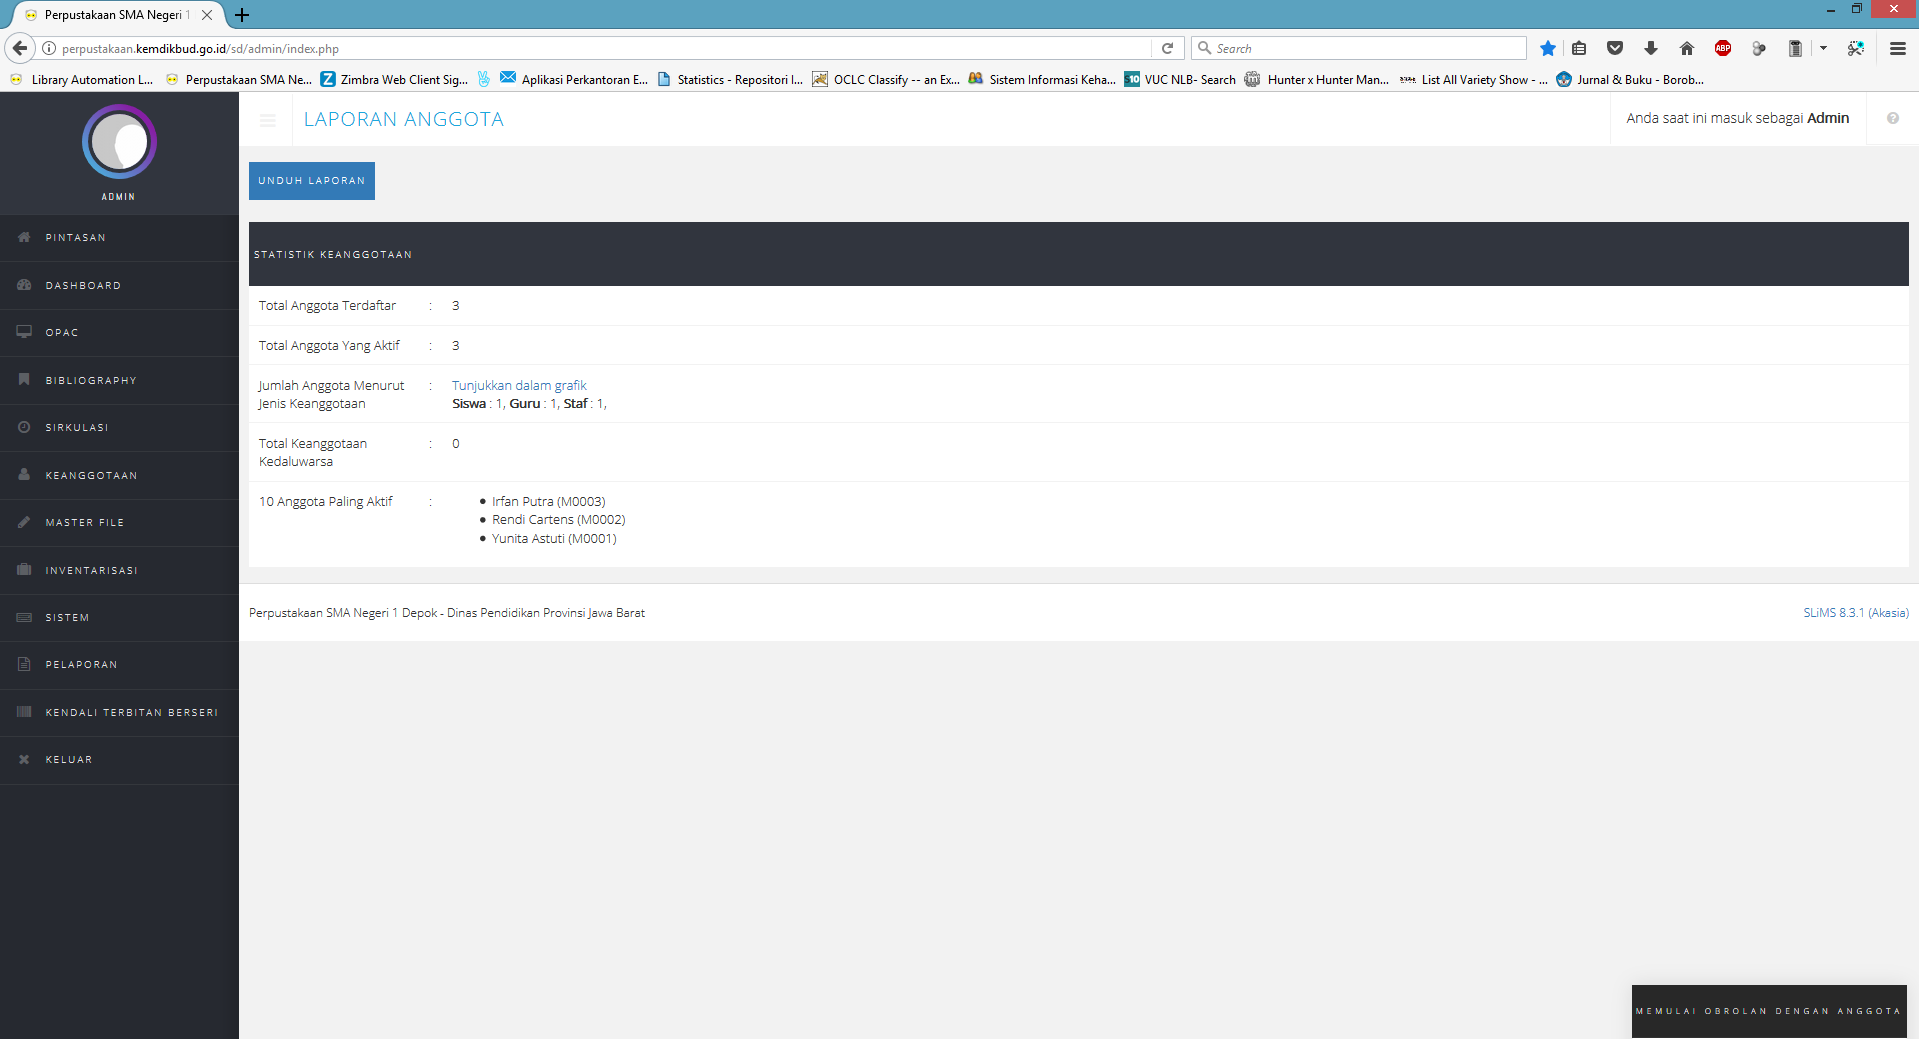 Perpustakaan SMA Negeri 1
perpustakaan.kemdikbud.go.id/sd/admin/index.php
Search
ABP
Library Automation L...
Perpustakaan SMA Ne...
Zimbra Web Client Sig...
Aplikasi Perkantoran E...
Statistics - Repositori I...
OCLC Classify -- an Ex...
Sistem Informasi Keha...
VUC NLB- Search
Hunter x Hunter Man...
List All Variety Show - ...
Jurnal & Buku - Borob...
ADMIN
PINTASAN
DASHBOARD
OPAC
BIBLIOGRAPHY
SIRKULASI
KEANGGOTAAN
MASTER FILE
INVENTARISASI
SISTEM
PELAPORAN
KENDALI TERBITAN BERSERI
KELUAR
LAPORAN ANGGOTA
Anda saat ini masuk sebagai Admin
UNDUH LAPORAN
STATISTIK KEANGGOTAAN
Total Anggota Terdaftar : 3
Total Anggota Yang Aktif : 3
Jumlah Anggota Menurut Jenis Keanggotaan : Tunjukkan dalam grafik
Siswa : 1, Guru : 1, Staf : 1,
Total Keanggotaan Kedaluwarsa : 0
10 Anggota Paling Aktif :
• Irfan Putra (M0003)
• Rendi Cartens (M0002)
• Yunita Astuti (M0001)
Perpustakaan SMA Negeri 1 Depok - Dinas Pendidikan Provinsi Jawa Barat
SLiMS 8.3.1 (Akasia)
MEMULAI OBROLAN DENGAN ANGGOTA